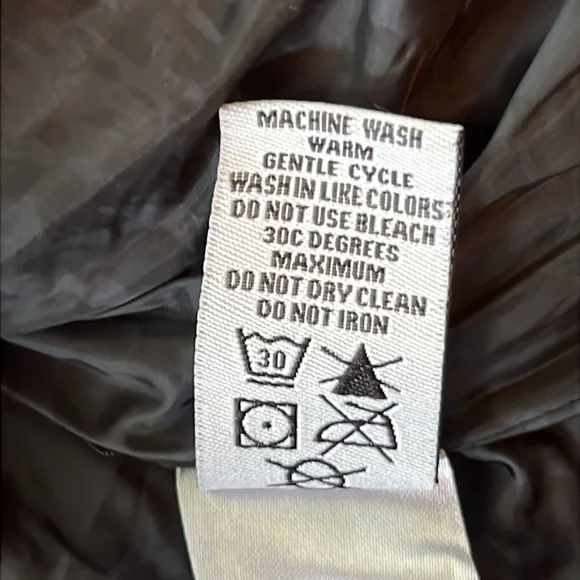 MACHINE WASH
WARM
GENTLE CYCLE
WASH IN LIKE COLORS
DO NOT USE BLEACH
30C DEGREES
MAXIMUM
DO NOT DRY CLEAN
DO NOT IRON
30